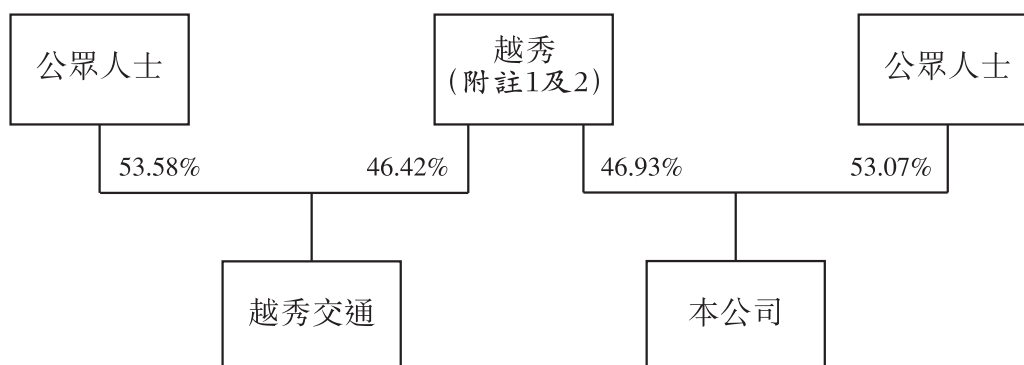 公眾人士
越秀
(附註1及2)
公眾人士
53.58%
46.42%
46.93%
53.07%
越秀交通
本公司